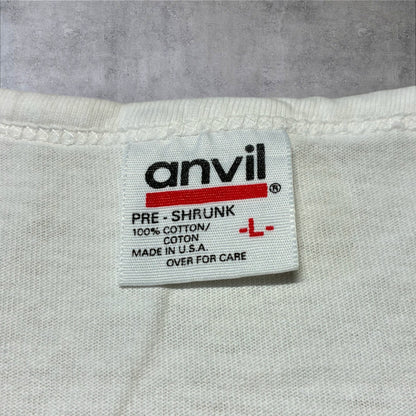 anvil®
PRE - SHRUNK
100% COTTON/
COTON
-L-
MADE IN U.S.A.
OVER FOR CARE